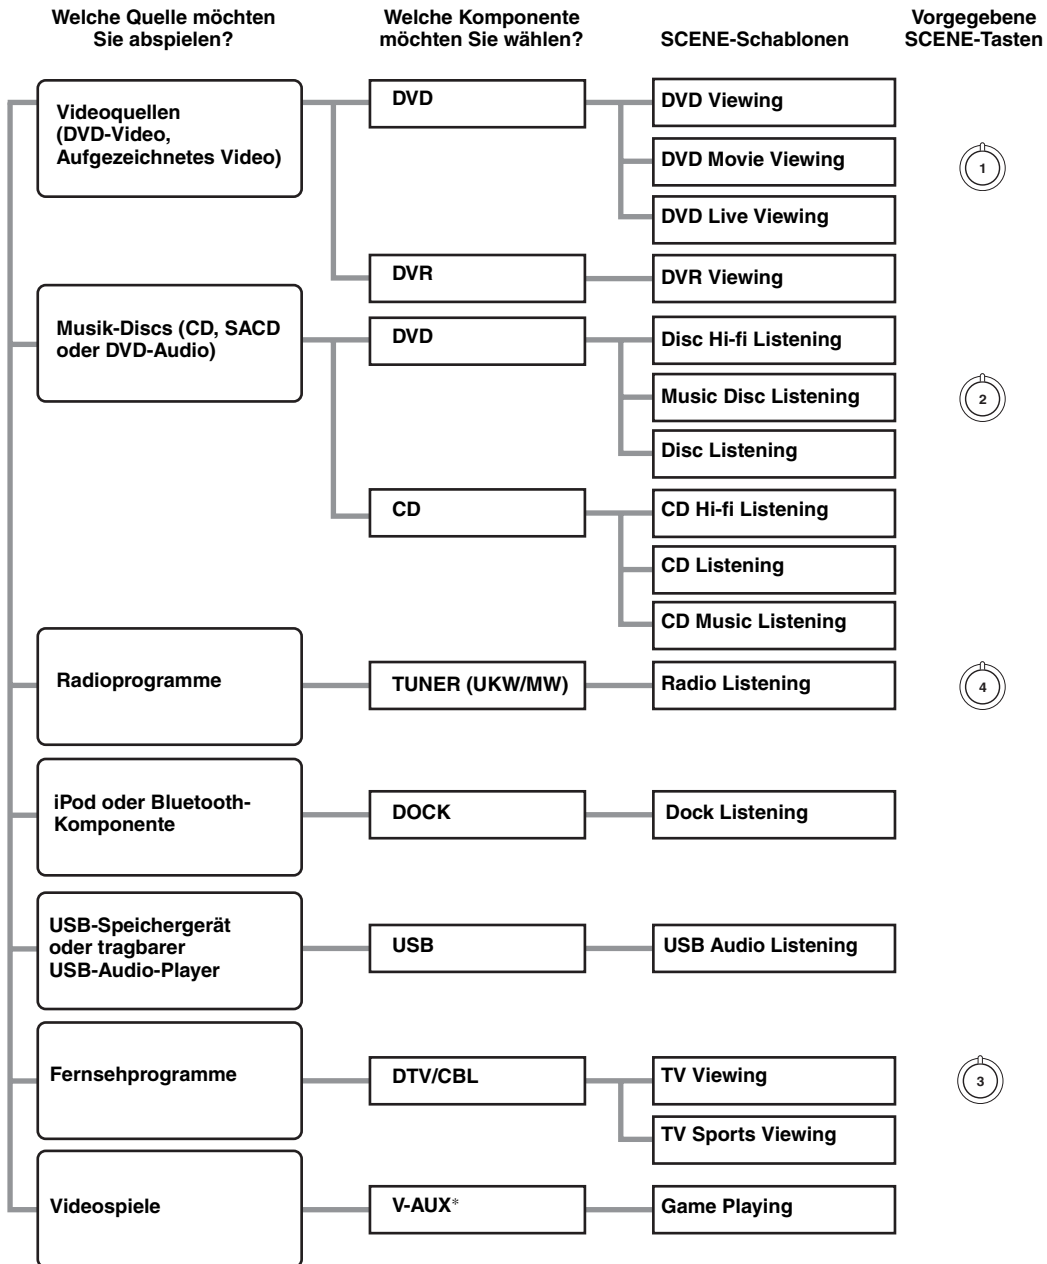 Welche Quelle möchten
Sie abspielen?
Welche Komponente
möchten Sie wählen?
SCENE-Schablonen
Vorgegebene
SCENE-Tasten
Videoquellen
(DVD-Video,
Aufgezeichnetes Video)
DVD
DVD Viewing
DVD Movie Viewing
1
DVD Live Viewing
DVR
DVR Viewing
Musik-Discs (CD, SACD
oder DVD-Audio)
DVD
Disc Hi-fi Listening
Music Disc Listening
2
Disc Listening
CD
CD Hi-fi Listening
CD Listening
CD Music Listening
Radioprogramme
TUNER (UKW/MW)
Radio Listening
4
iPod oder Bluetooth-
Komponente
DOCK
Dock Listening
USB-Speichergerät
oder tragbarer
USB-Audio-Player
USB
USB Audio Listening
Fernsehprogramme
DTV/CBL
TV Viewing
3
TV Sports Viewing
Videospiele
V-AUX*
Game Playing